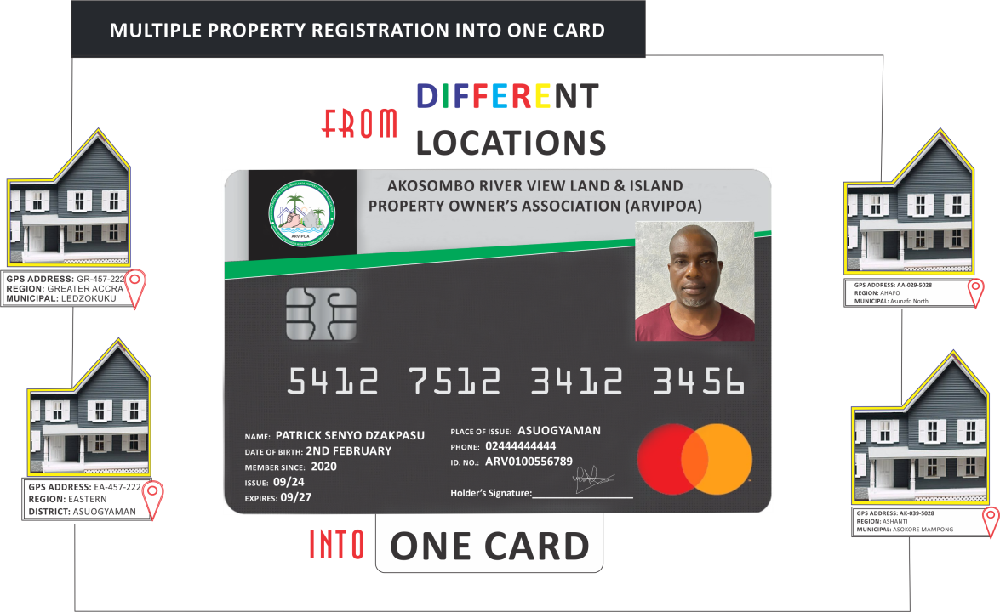 MULTIPLE PROPERTY REGISTRATION INTO ONE CARD
FROM
DIFFERENT
LOCATIONS
AKOSOMBO RIVER VIEW LAND & ISLAND
PROPERTY OWNER'S ASSOCIATION (ARVIPOA)
ARVIPOA
GPS ADDRESS: GR-457-222
REGION: GREATER ACCRA
MUNICIPAL: LEDZOKUKU
GPS ADDRESS: AA-029-5028
REGION: AHAFO
MUNICIPAL: Asunafo North
5412 7512 3412 3456
NAME: PATRICK SENYO DZAKPASU
DATE OF BIRTH: 2ND FEBRUARY
MEMBER SINCE: 2020
ISSUE: 09/24
EXPIRES: 09/27
PLACE OF ISSUE: ASUOGYAMAN
PHONE: 02444444444
ID. NO.: ARV0100556789
Holder's Signature:
GPS ADDRESS: EA-457-222
REGION: EASTERN
DISTRICT: ASUOGYAMAN
GPS ADDRESS: AK-039-5028
REGION: ASHANTI
MUNICIPAL: ASOKORE MAMPONG
INTO
ONE CARD